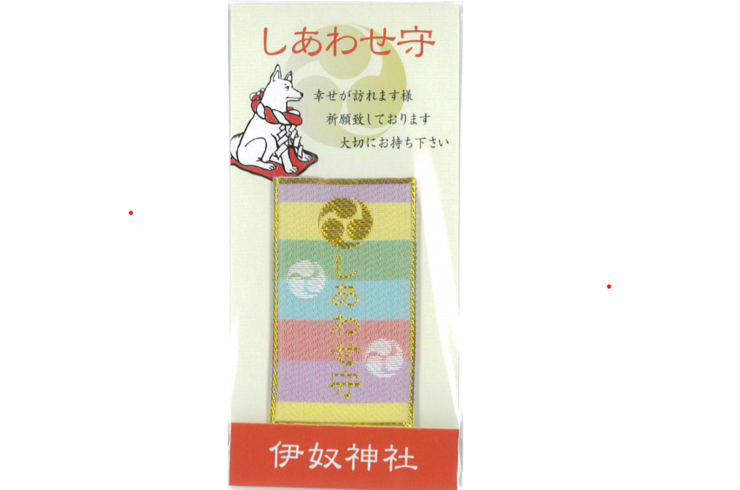 しあわせ守
幸せが訪れます様
祈願致しております
大切にお持ち下さい
しあわせ守
伊奴神社